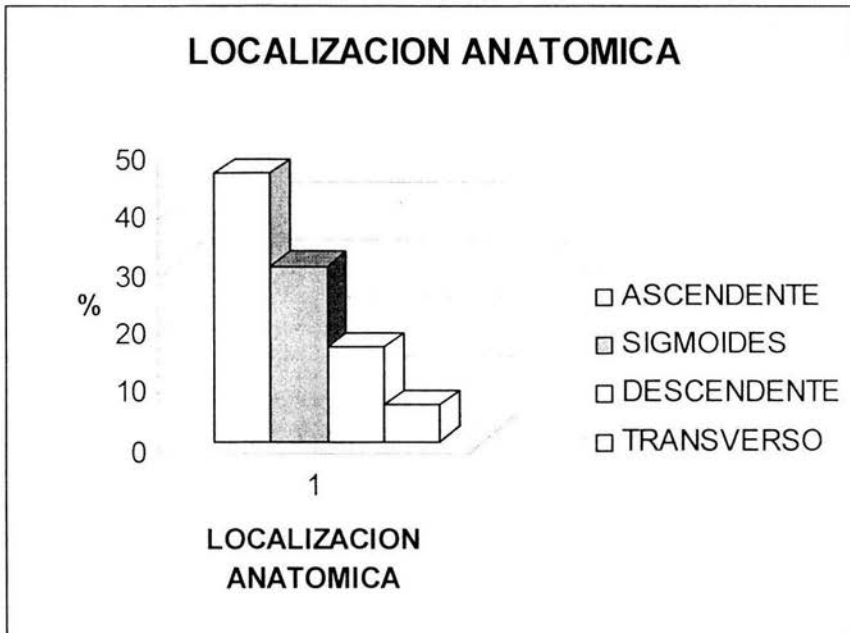 LOCALIZACION ANATOMICA
50
40
30
20
10
0
%
1
LOCALIZACION
ANATOMICA
ASCENDENTE
SIGMOIDES
DESCENDENTE
TRANSVERSO